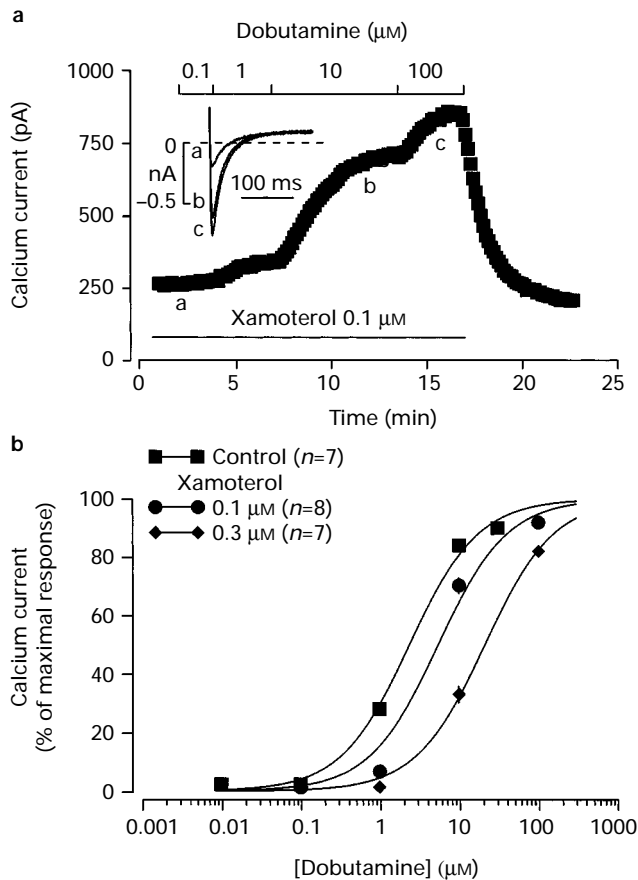 a
Dobutamine (μM)
0.1 1 10 100
1000
750
500
250
0
Calcium current (pA)
0
nA
−0.5
a
b
c
100 ms
a
b
c
Xamoterol 0.1 μM
0 5 10 15 20 25
Time (min)
b
Control (n=7)
Xamoterol
0.1 μM (n=8)
0.3 μM (n=7)
100
80
60
40
20
0
Calcium current
(% of maximal response)
0.001 0.01 0.1 1 10 100 1000
[Dobutamine] (μM)